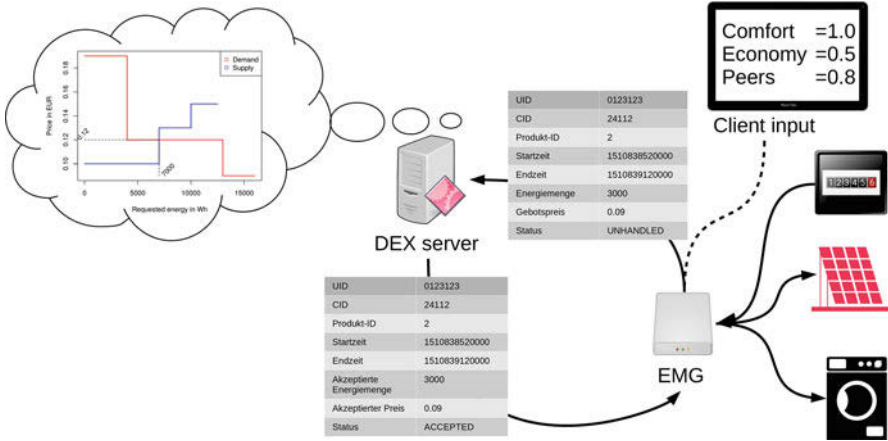 Demand
Supply
Price in EUR
0.18
0.16
0.14
0.12
0.10
0.12
7000
0
5000
10000
15000
Requested energy in Wh
DEX server
UID 0123123
CID 24112
Produkt-ID 2
Startzeit 1510838520000
Endzeit 1510839120000
Energiemenge 3000
Gebotspreis 0.09
Status UNHANDLED
Comfort =1.0
Economy =0.5
Peers =0.8
Client input
12345 6
UID 0123123
CID 24112
Produkt-ID 2
Startzeit 1510838520000
Endzeit 1510839120000
Akzeptierte
Energiemenge 3000
Akzeptierter Preis 0.09
Status ACCEPTED
EMG